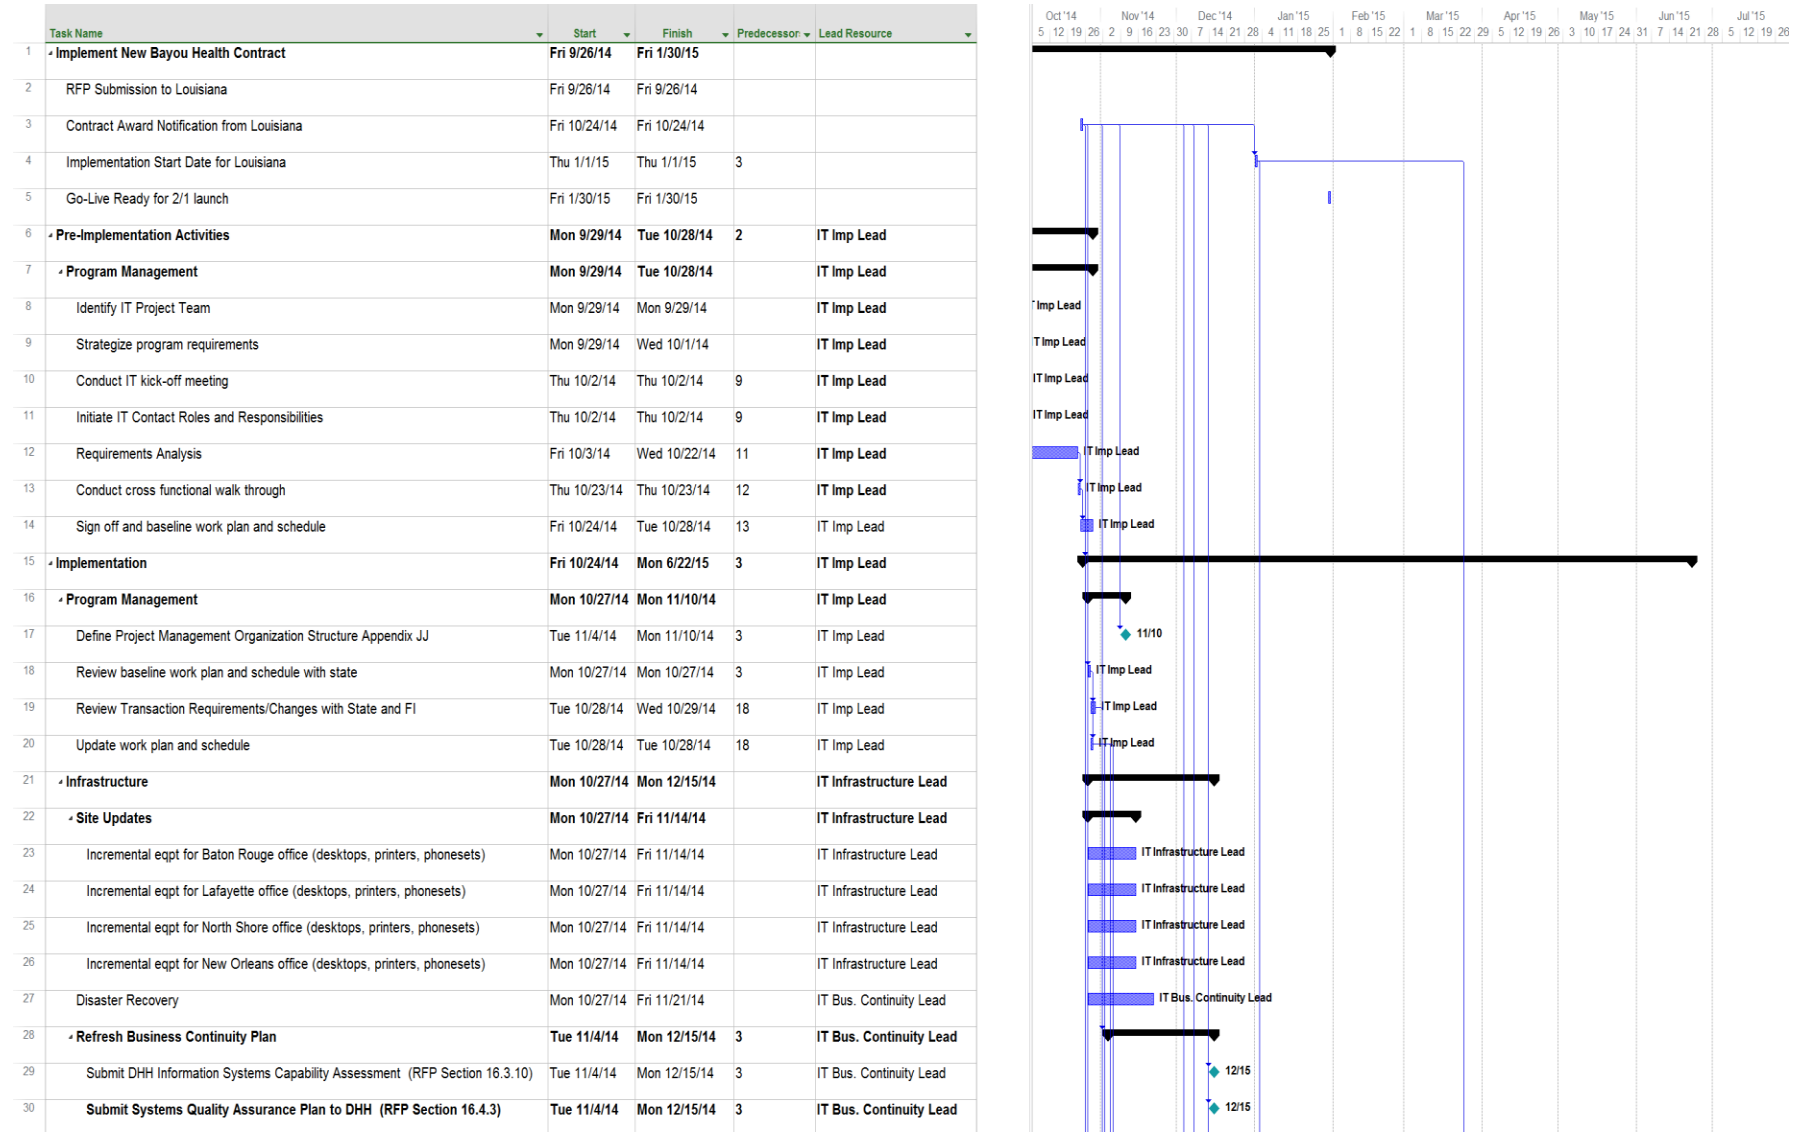 Task Name Start Finish Predecessor Lead Resource
1 Implement New Bayou Health Contract Fri 9/26/14 Fri 1/30/15
2 RFP Submission to Louisiana Fri 9/26/14 Fri 9/26/14
3 Contract Award Notification from Louisiana Fri 10/24/14 Fri 10/24/14
4 Implementation Start Date for Louisiana Thu 1/1/15 Thu 1/1/15 3
5 Go-Live Ready for 2/1 launch Fri 1/30/15 Fri 1/30/15
6 Pre-Implementation Activities Mon 9/29/14 Tue 10/28/14 2 IT Imp Lead
7 Program Management Mon 9/29/14 Tue 10/28/14 IT Imp Lead
8 Identify IT Project Team Mon 9/29/14 Mon 9/29/14 IT Imp Lead
9 Strategize program requirements Mon 9/29/14 Wed 10/1/14 IT Imp Lead
10 Conduct IT kick-off meeting Thu 10/2/14 Thu 10/2/14 9 IT Imp Lead
11 Initiate IT Contact Roles and Responsibilities Thu 10/2/14 Thu 10/2/14 9 IT Imp Lead
12 Requirements Analysis Fri 10/3/14 Wed 10/22/14 11 IT Imp Lead
13 Conduct cross functional walk through Thu 10/23/14 Thu 10/23/14 12 IT Imp Lead
14 Sign off and baseline work plan and schedule Fri 10/24/14 Tue 10/28/14 13 IT Imp Lead
15 Implementation Fri 10/24/14 Mon 6/22/15 3 IT Imp Lead
16 Program Management Mon 10/27/14 Mon 11/10/14 IT Imp Lead
17 Define Project Management Organization Structure Appendix JJ Tue 11/4/14 Mon 11/10/14 3 IT Imp Lead
18 Review baseline work plan and schedule with state Mon 10/27/14 Mon 10/27/14 3 IT Imp Lead
19 Review Transaction Requirements/Changes with State and FI Tue 10/28/14 Wed 10/29/14 18 IT Imp Lead
20 Update work plan and schedule Tue 10/28/14 Tue 10/28/14 18 IT Imp Lead
21 Infrastructure Mon 10/27/14 Mon 12/15/14 IT Infrastructure Lead
22 Site Updates Mon 10/27/14 Fri 11/14/14 IT Infrastructure Lead
23 Incremental eqpt for Baton Rouge office (desktops, printers, phonesets) Mon 10/27/14 Fri 11/14/14 IT Infrastructure Lead
24 Incremental eqpt for Lafayette office (desktops, printers, phonesets) Mon 10/27/14 Fri 11/14/14 IT Infrastructure Lead
25 Incremental eqpt for North Shore office (desktops, printers, phonesets) Mon 10/27/14 Fri 11/14/14 IT Infrastructure Lead
26 Incremental eqpt for New Orleans office (desktops, printers, phonesets) Mon 10/27/14 Fri 11/14/14 IT Infrastructure Lead
27 Disaster Recovery Mon 10/27/14 Fri 11/21/14 IT Bus. Continuity Lead
28 Refresh Business Continuity Plan Tue 11/4/14 Mon 12/15/14 3 IT Bus. Continuity Lead
29 Submit DHH Information Systems Capability Assessment (RFP Section 16.3.10) Tue 11/4/14 Mon 12/15/14 3 IT Bus. Continuity Lead
30 Submit Systems Quality Assurance Plan to DHH (RFP Section 16.4.3) Tue 11/4/14 Mon 12/15/14 3 IT Bus. Continuity Lead
Oct '14 Nov '14 Dec '14 Jan '15 Feb '15 Mar '15 Apr '15 May '15 Jun '15 Jul '15
5 12 19 26 2 9 16 23 30 7 14 21 28 4 11 18 25 1 8 15 22 1 8 15 22 29 5 12 19 26 3 10 17 24 31 7 14 21 28 5 12 19 26
Imp Lead
T Imp Lead
IT Imp Lead
IT Imp Lead
IT Imp Lead
IT Imp Lead
IT Imp Lead
11/10
IT Imp Lead
IT Imp Lead
IT Imp Lead
IT Infrastructure Lead
IT Infrastructure Lead
IT Infrastructure Lead
IT Infrastructure Lead
IT Bus. Continuity Lead
12/15
12/15